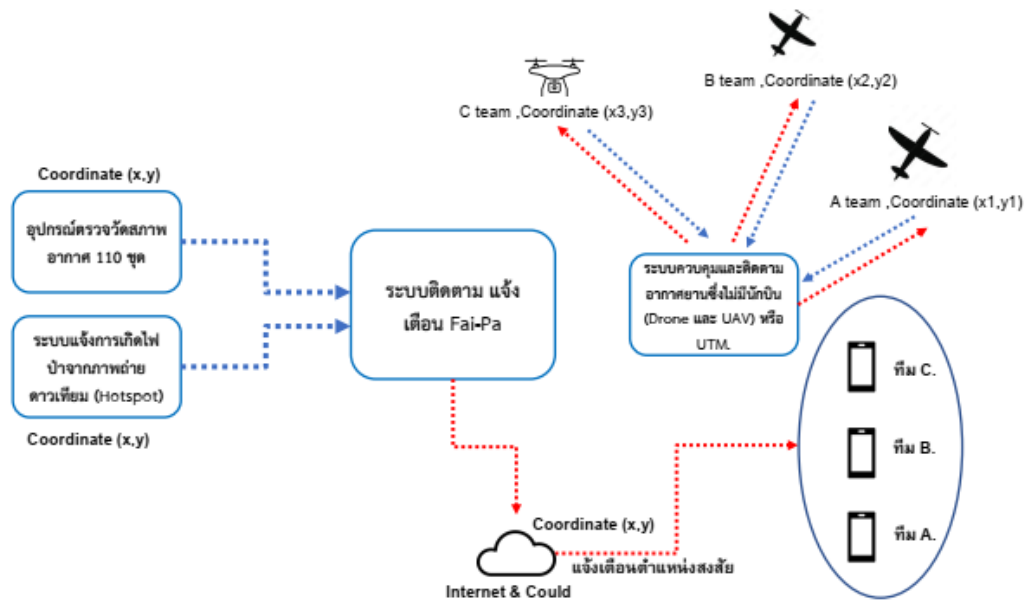 B team ,Coordinate (x2,y2)
C team ,Coordinate (x3,y3)
A team ,Coordinate (x1,y1)
Coordinate (x,y)
อุปกรณ์ตรวจวัดสภาพ
อากาศ 110 ชุด
ระบบแจ้งการเกิดไฟ
ป่าจากภาพถ่าย
ดาวเทียม (Hotspot)
Coordinate (x,y)
ระบบติดตาม แจ้ง
เตือน Fai-Pa
ระบบควบคุมและติดตาม
อากาศยานซึ่งไม่มีนักบิน
(Drone และ UAV) หรือ
UTM.
ทีม C.
ทีม B.
ทีม A.
Coordinate (x,y)
แจ้งเตือนตำแหน่งสงสัย
Internet & Could